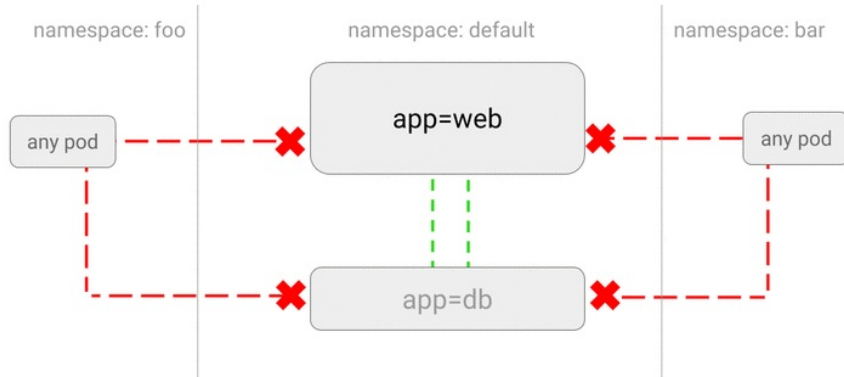 namespace: foo
namespace: default
namespace: bar
app=web
any pod
any pod
app=db